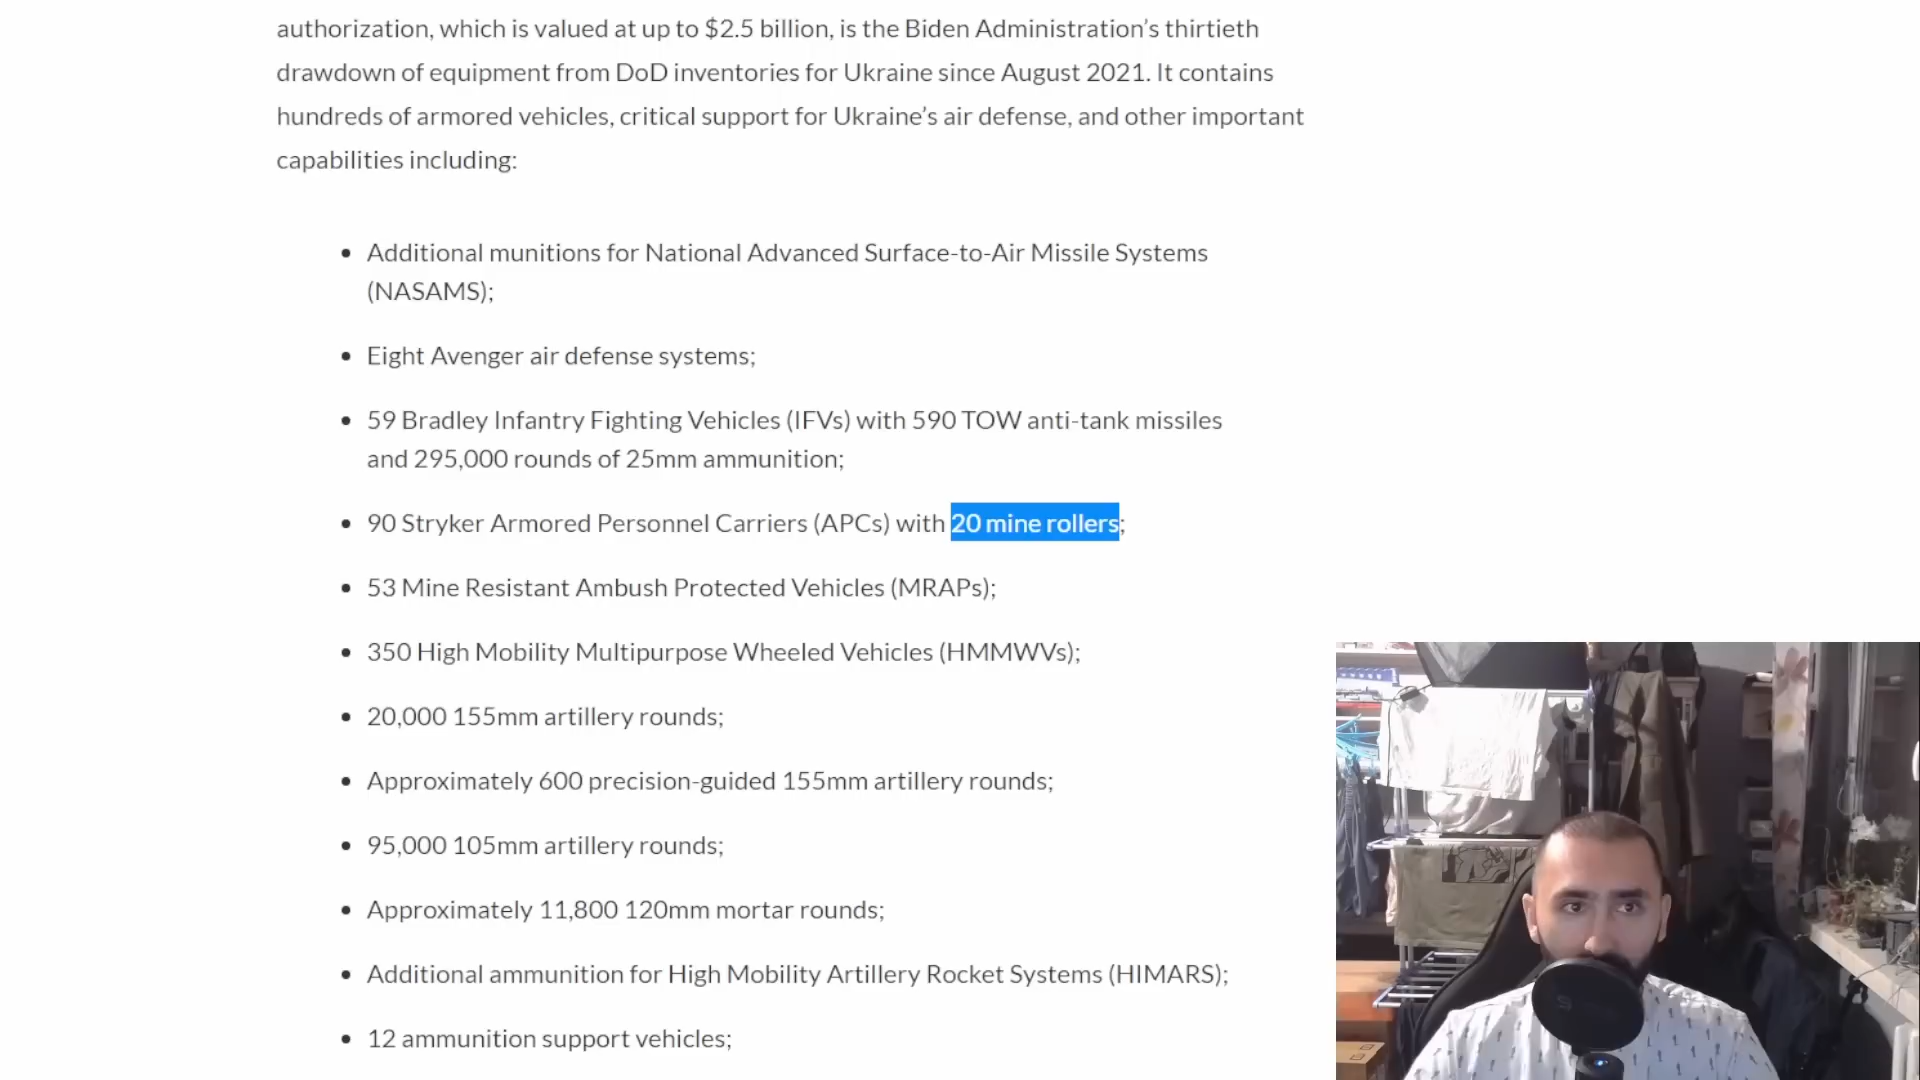 authorization, which is valued at up to $2.5 billion, is the Biden Administration’s thirtieth
drawdown of equipment from DoD inventories for Ukraine since August 2021. It contains
hundreds of armored vehicles, critical support for Ukraine’s air defense, and other important
capabilities including:
• Additional munitions for National Advanced Surface-to-Air Missile Systems
(NASAMS);
• Eight Avenger air defense systems;
• 59 Bradley Infantry Fighting Vehicles (IFVs) with 590 TOW anti-tank missiles
and 295,000 rounds of 25mm ammunition;
• 90 Stryker Armored Personnel Carriers (APCs) with 20 mine rollers;
• 53 Mine Resistant Ambush Protected Vehicles (MRAPs);
• 350 High Mobility Multipurpose Wheeled Vehicles (HMMWVs);
• 20,000 155mm artillery rounds;
• Approximately 600 precision-guided 155mm artillery rounds;
• 95,000 105mm artillery rounds;
• Approximately 11,800 120mm mortar rounds;
• Additional ammunition for High Mobility Artillery Rocket Systems (HIMARS);
• 12 ammunition support vehicles;